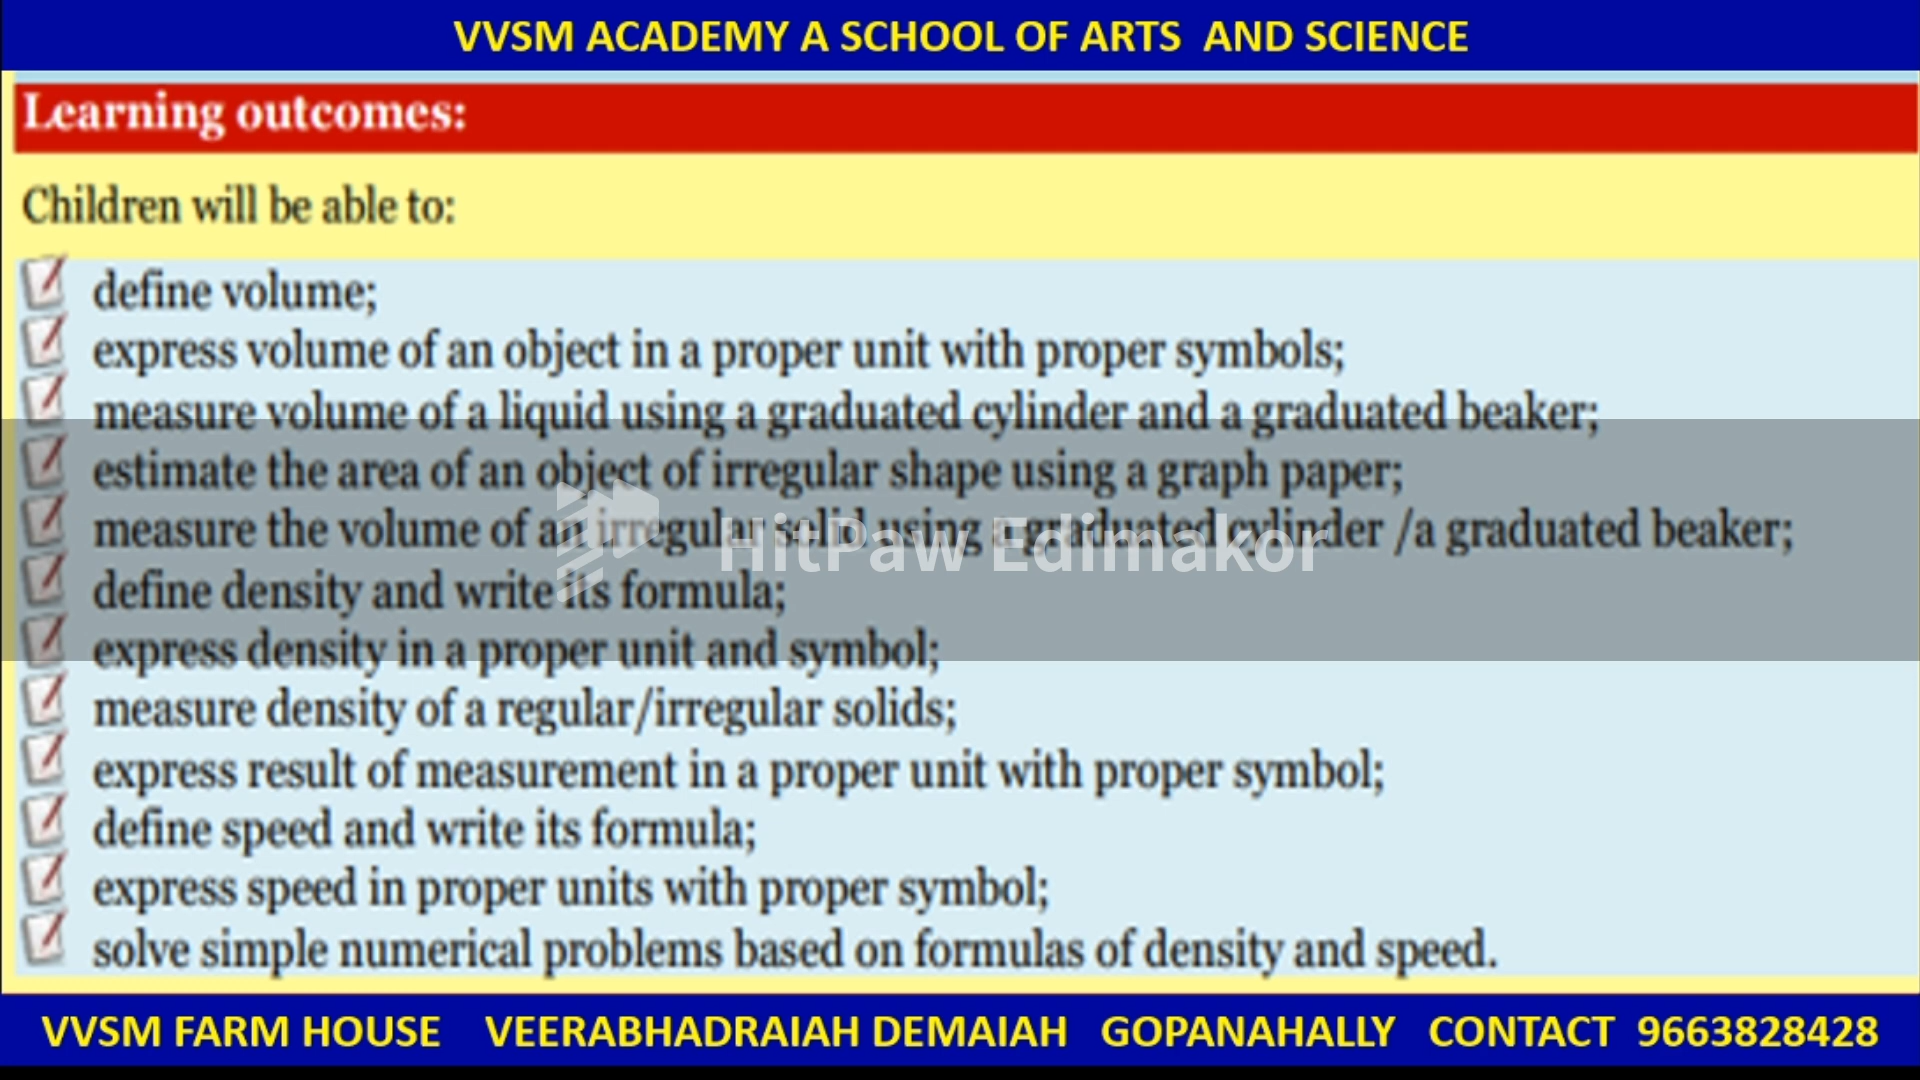 VVSM ACADEMY A SCHOOL OF ARTS AND SCIENCE
Learning outcomes:
Children will be able to:
define volume;
express volume of an object in a proper unit with proper symbols;
measure volume of a liquid using a graduated cylinder and a graduated beaker;
estimate the area of an object of irregular shape using a graph paper;
measure the volume of an irregular solid using a graduated cylinder /a graduated beaker;
HitPaw Edimakor
define density and write its formula;
express density in a proper unit and symbol;
measure density of a regular/irregular solids;
express result of measurement in a proper unit with proper symbol;
define speed and write its formula;
express speed in proper units with proper symbol;
solve simple numerical problems based on formulas of density and speed.
VVSM FARM HOUSE VEERABHADRAIAH DEMAIAH GOPANAHALLY CONTACT 9663828428